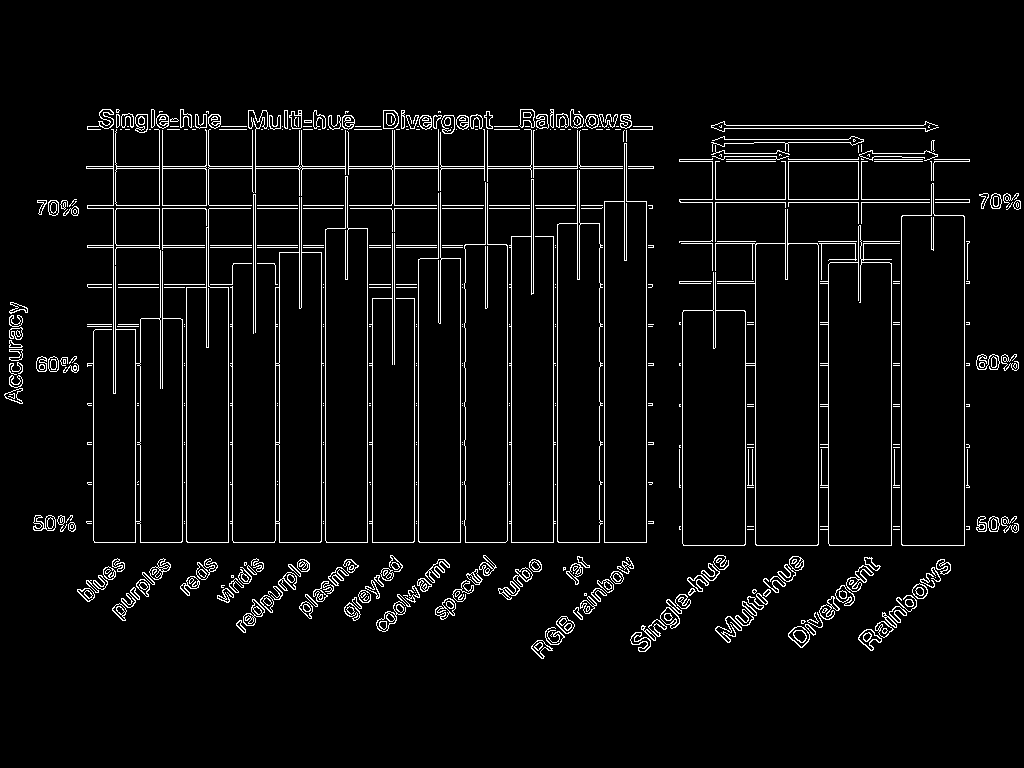 Single-hue Multi-hue Divergent Rainbows
70%
60%
50%
Accuracy
blues
purples
reds
viridis
redpurple
plasma
greyred
coolwarm
spectral
turbo
jet
RGB rainbow
70%
60%
50%
Single-hue
Multi-hue
Divergent
Rainbows